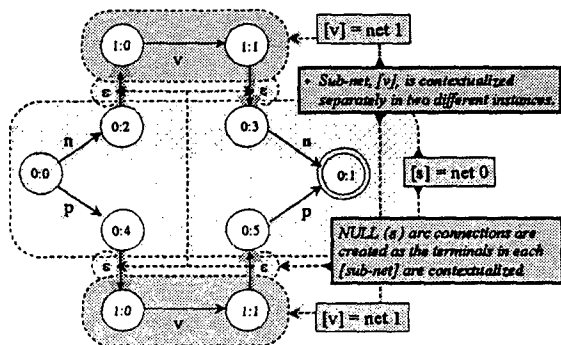 1:0 1:1 [v] = net 1
v
ε ε
• Sub-net, [v], is contextualized
separately in two different instances.
0:2 0:3
n n
0:0 0:1 [s] = net 0
p p
0:4 0:5
NULL (ε) arc connections are
created as the terminals in each
[sub-net] are contextualized
ε ε
1:0 1:1
v
[v] = net 1